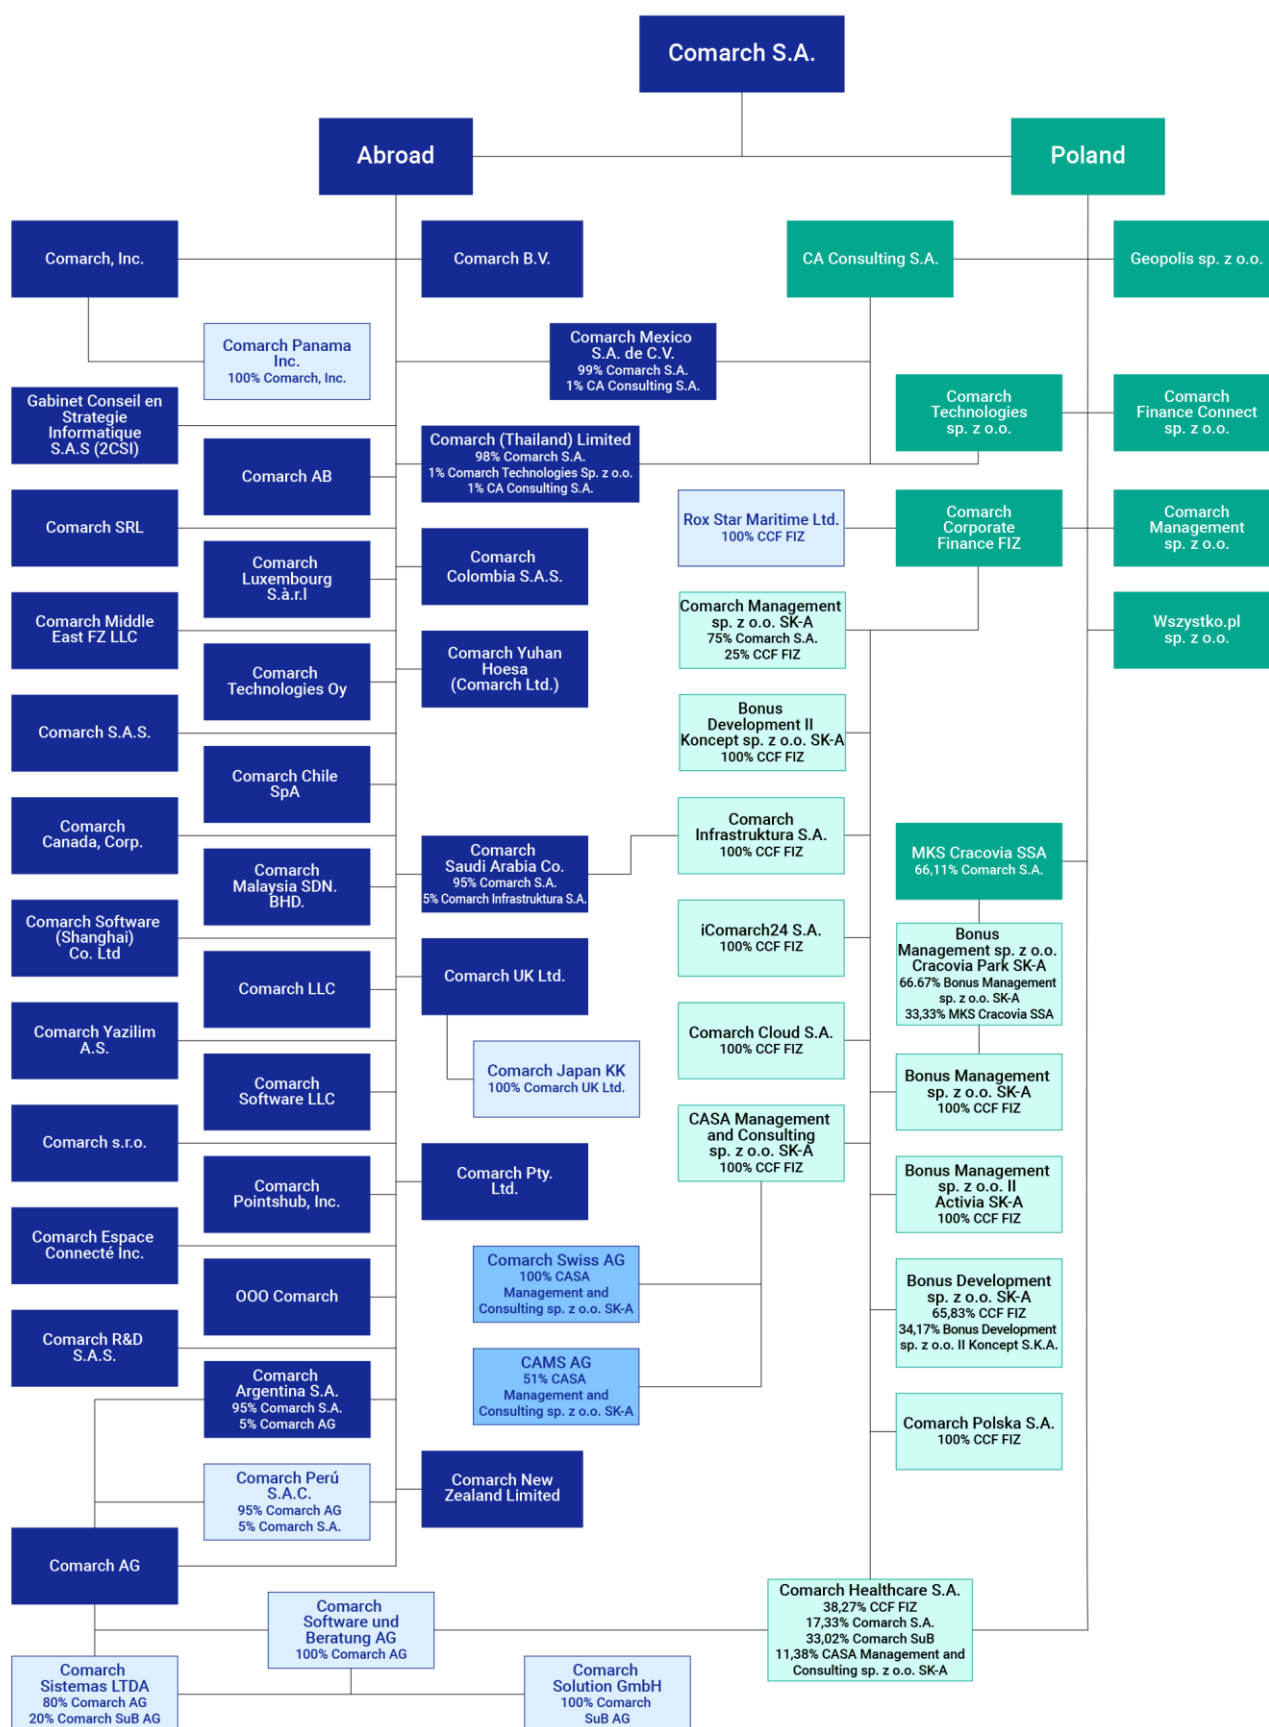 Comarch S.A.
Abroad
Poland
Comarch, Inc.
Comarch B.V.
CA Consulting S.A.
Geopolis sp. z o.o.
Comarch Panama
Inc.
100% Comarch, Inc.
Comarch Mexico
S.A. de C.V.
99% Comarch S.A.
1% CA Consulting S.A.
Gabinet Conseil en
Strategie
Informatique
S.A.S (2CSI)
Comarch
Technologies
sp. z o.o.
Comarch
Finance Connect
sp. z o.o.
Comarch AB
Comarch (Thailand) Limited
98% Comarch S.A.
1% Comarch Technologies Sp. z o.o.
1% CA Consulting S.A.
Comarch SRL
Rox Star Maritime Ltd.
100% CCF FIZ
Comarch
Corporate
Finance FIZ
Comarch
Management
sp. z o.o.
Comarch
Luxembourg
S.à.r.l
Comarch
Colombia S.A.S.
Comarch Middle
East FZ LLC
Comarch Management
sp. z o.o. SK-A
75% Comarch S.A.
25% CCF FIZ
Wszystko.pl
sp. z o.o.
Comarch
Technologies Oy
Comarch Yuhan
Hoesa
(Comarch Ltd.)
Comarch S.A.S.
Bonus
Development II
Koncept sp. z o.o. SK-A
100% CCF FIZ
Comarch Chile
SpA
Comarch
Canada, Corp.
Comarch
Infrastruktura S.A.
100% CCF FIZ
Comarch
Malaysia SDN.
BHD.
Comarch
Saudi Arabia Co.
95% Comarch S.A.
5% Comarch Infrastruktura S.A.
MKS Cracovia SSA
66,11% Comarch S.A.
Comarch Software
(Shanghai)
Co. Ltd
iComarch24 S.A.
100% CCF FIZ
Bonus
Management sp. z o.o.
Cracovia Park SK-A
66.67% Bonus Management
sp. z o.o. SK-A
33,33% MKS Cracovia SSA
Comarch LLC
Comarch UK Ltd.
Comarch Yazilim
A.S.
Comarch Cloud S.A.
100% CCF FIZ
Comarch Japan KK
100% Comarch UK Ltd.
Comarch
Software LLC
Bonus Management
sp. z o.o.
SK-A
100% CCF FIZ
Comarch s.r.o.
CASA Management
and Consulting
sp. z o.o. SK-A
100% CCF FIZ
Comarch
Pointshub, Inc.
Comarch Pty.
Ltd.
Bonus Management
sp. z o.o. II
Activia SK-A
100% CCF FIZ
Comarch Espace
Connecté Inc.
Comarch Swiss AG
100% CASA
Management and
Consulting sp. z o.o. SK-A
OOO Comarch
Bonus Development
sp. z o.o. SK-A
65,83% CCF FIZ
34,17% Bonus Development
sp. z o.o. II Koncept S.K.A.
Comarch R&D
S.A.S.
CAMS AG
51% CASA
Management and
Consulting sp. z o.o. SK-A
Comarch
Argentina S.A.
95% Comarch S.A.
5% Comarch AG
Comarch Polska S.A.
100% CCF FIZ
Comarch Perú
S.A.C.
95% Comarch AG
5% Comarch S.A.
Comarch New
Zealand Limited
Comarch AG
Comarch
Software und
Beratung AG
100% Comarch AG
Comarch Healthcare S.A.
38,27% CCF FIZ
17,33% Comarch S.A.
33,02% Comarch SuB
11,38% CASA Management and
Consulting sp. z o.o. SK-A
Comarch
Sistemas LTDA
80% Comarch AG
20% Comarch SuB AG
Comarch
Solution GmbH
100% Comarch
SuB AG